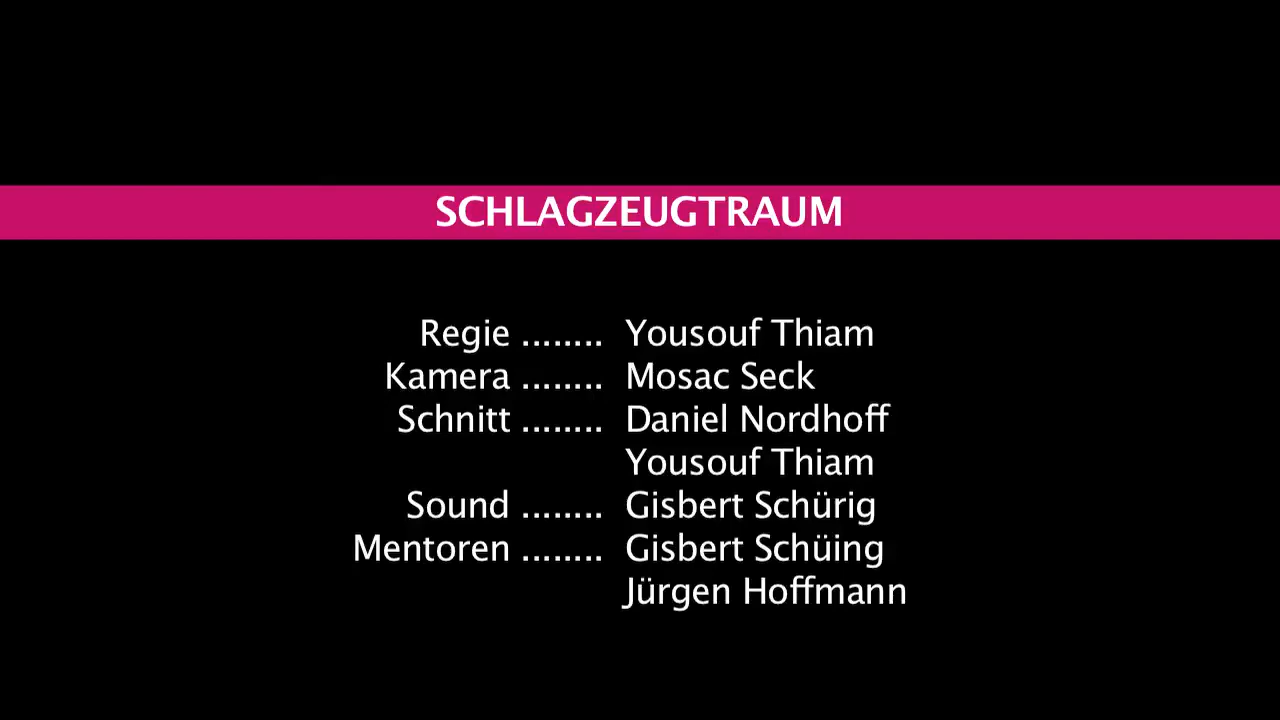 SCHLAGZEUGTRAUM
Regie ........ Yousouf Thiam
Kamera ........ Mosac Seck
Schnitt ........ Daniel Nordhoff
Yousouf Thiam
Sound ........ Gisbert Schürig
Mentoren ........ Gisbert Schüing
Jürgen Hoffmann